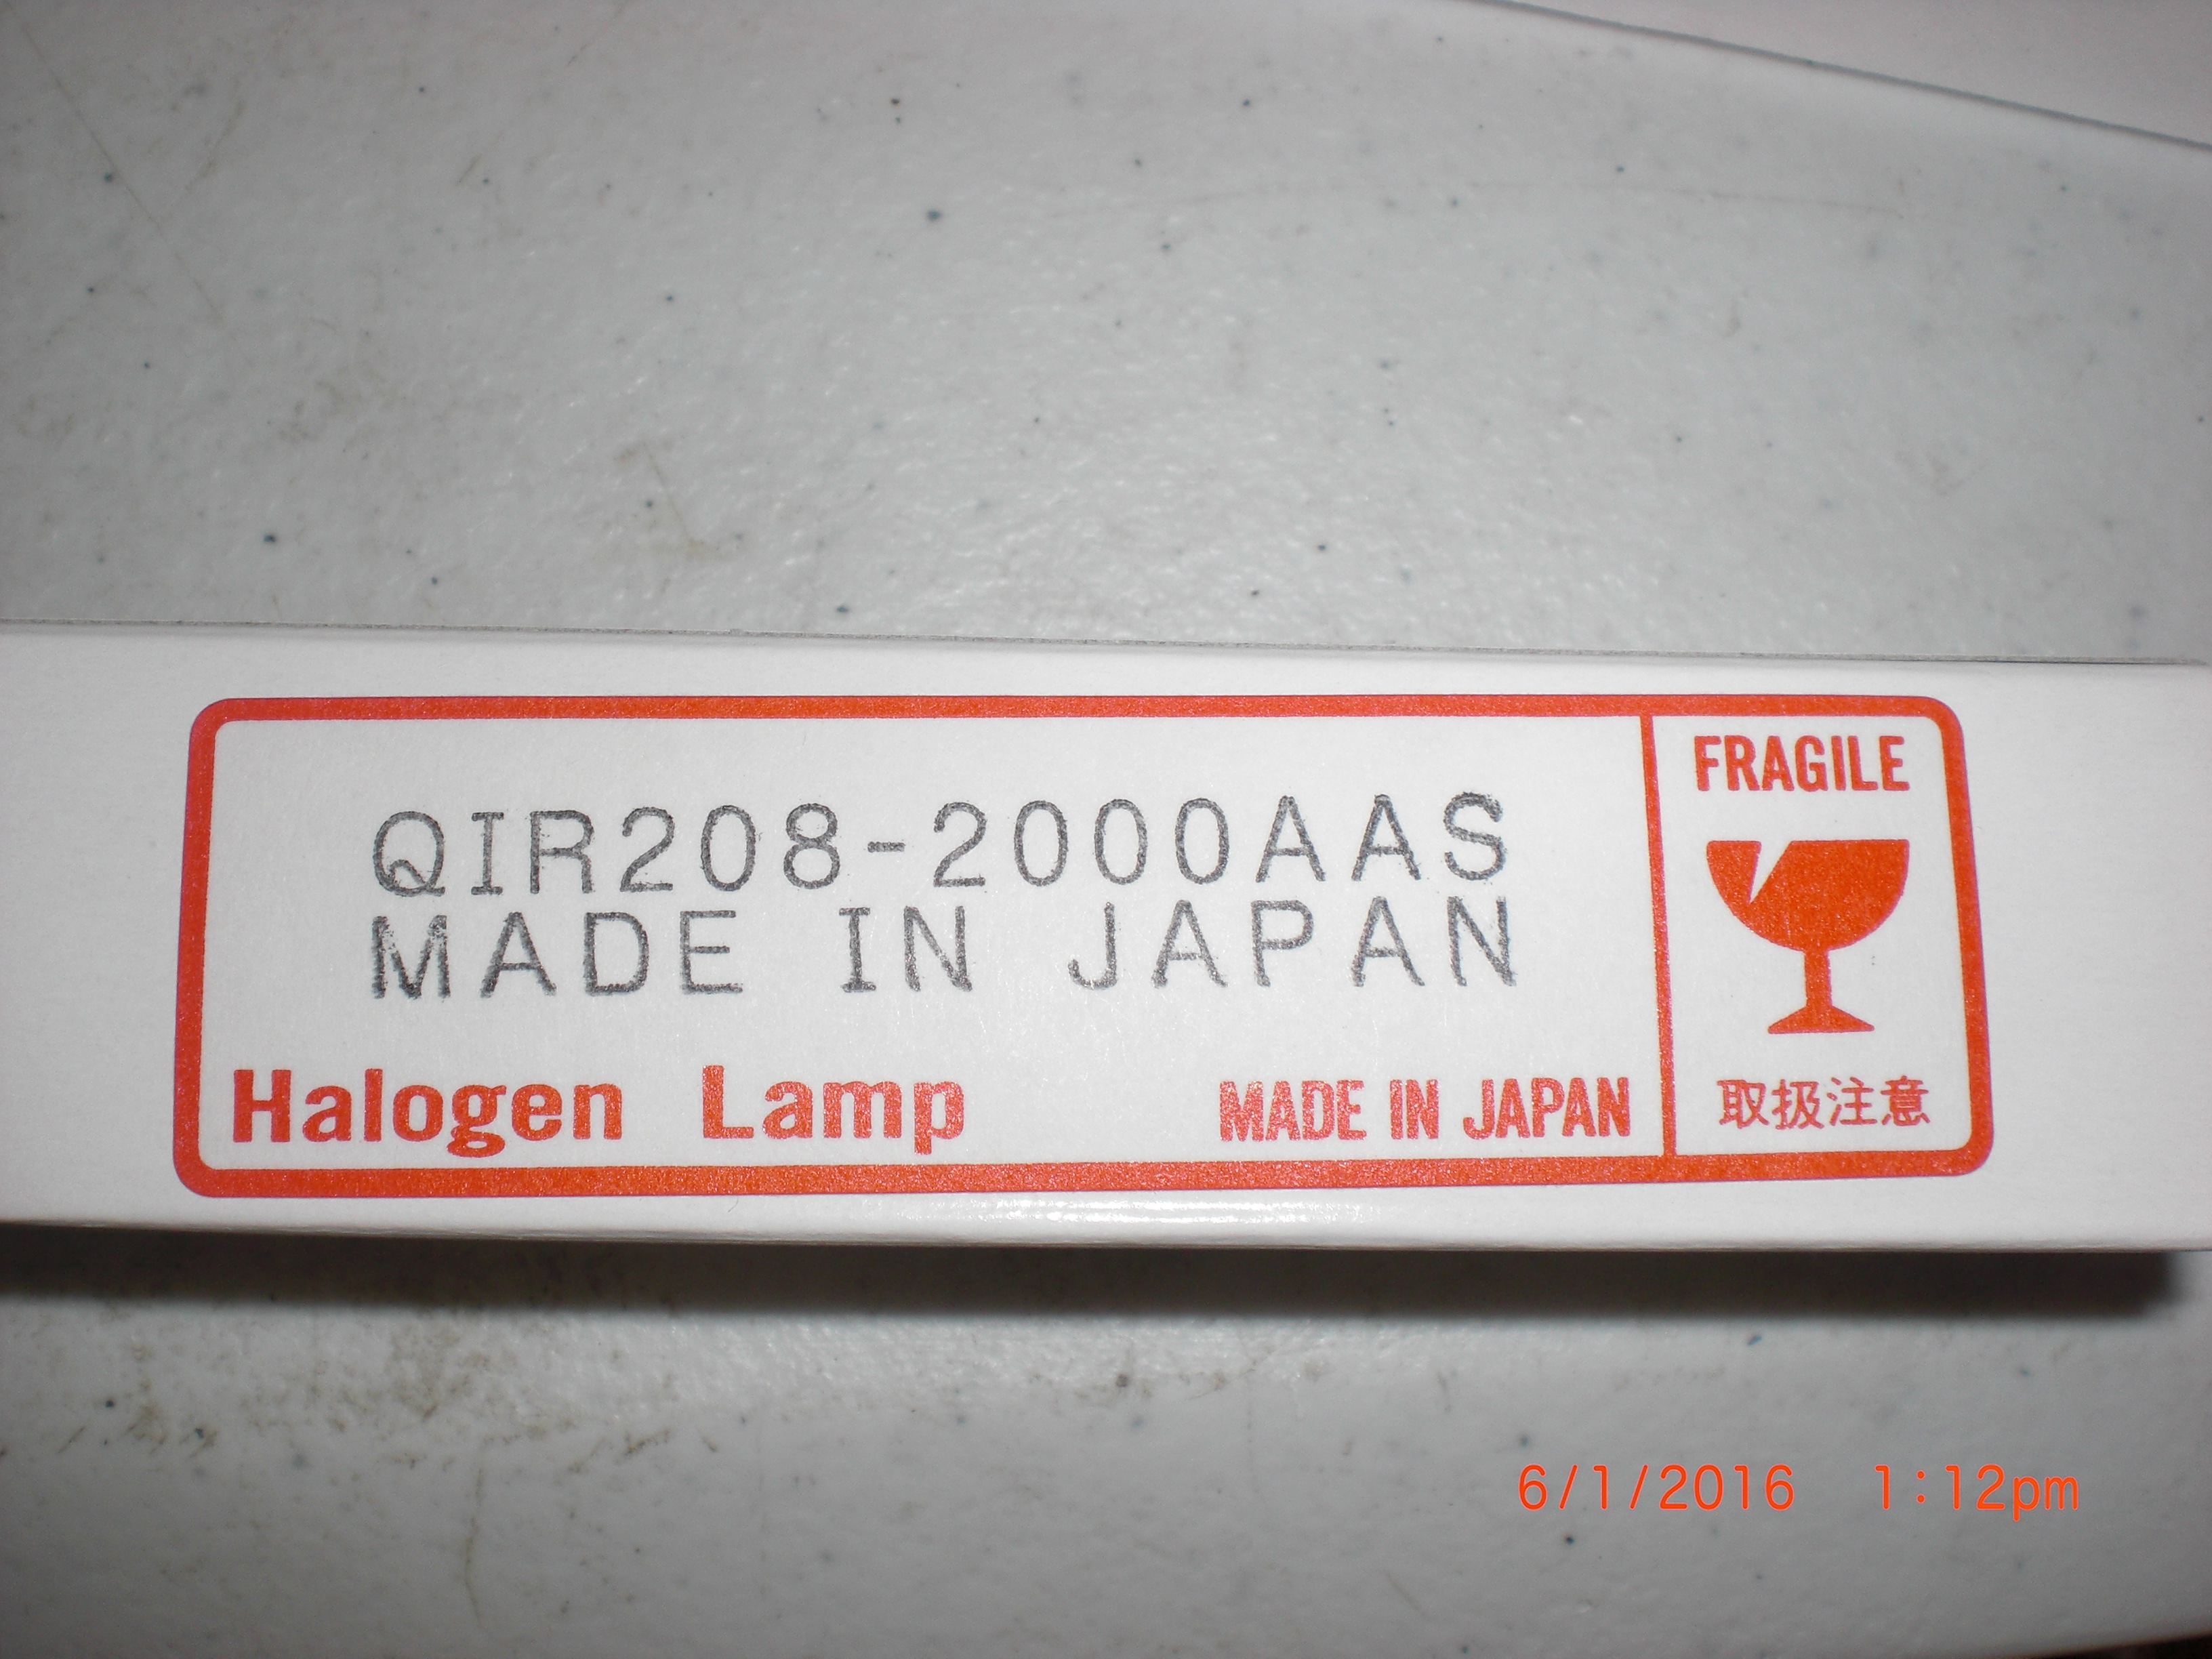 QIR208-2000AAS
MADE IN JAPAN
Halogen Lamp
MADE IN JAPAN
FRAGILE
取扱注意
6/1/2016 1:12pm